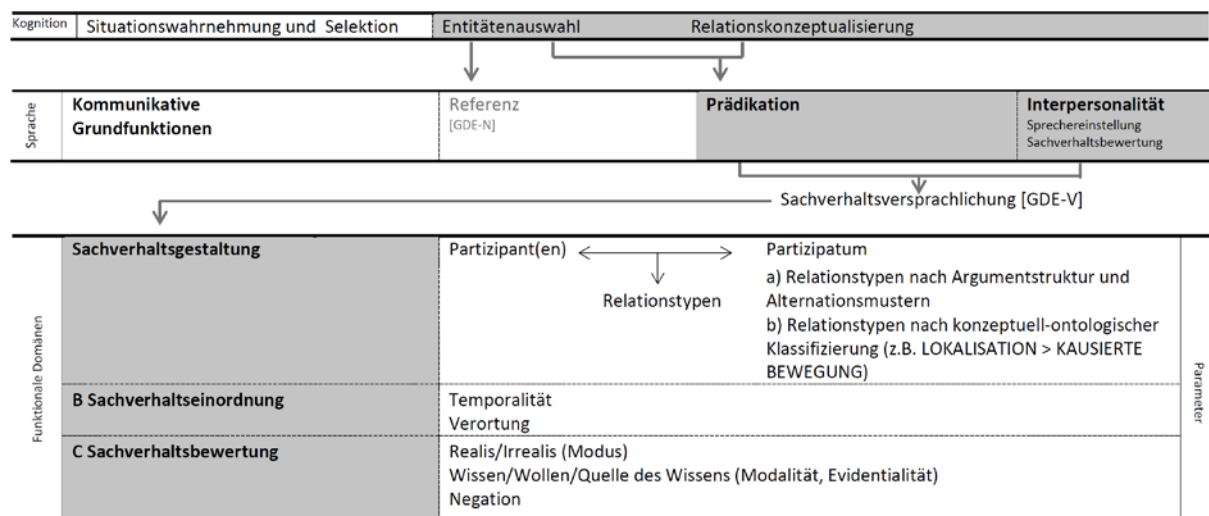 Kognition
Situationswahrnehmung und Selektion
Entitätenauswahl
Relationskonzeptualisierung
Sprache
Kommunikative
Grundfunktionen
Referenz
[GDE-N]
Prädikation
Interpersonalität
Sprechereinstellung
Sachverhaltsbewertung
Sachverhaltsversprachlichung [GDE-V]
Funktionale Domänen
Sachverhaltsgestaltung
Partizipant(en)
Relationstypen
Partizipatum
a) Relationstypen nach Argumentstruktur und
Alternationsmustern
b) Relationstypen nach konzeptuell-ontologischer
Klassifizierung (z.B. LOKALISATION > KAUSIERTE
BEWEGUNG)
Parameter
B Sachverhaltseinordnung
Temporalität
Verortung
C Sachverhaltsbewertung
Realis/Irrealis (Modus)
Wissen/Wollen/Quelle des Wissens (Modalität, Evidentialität)
Negation